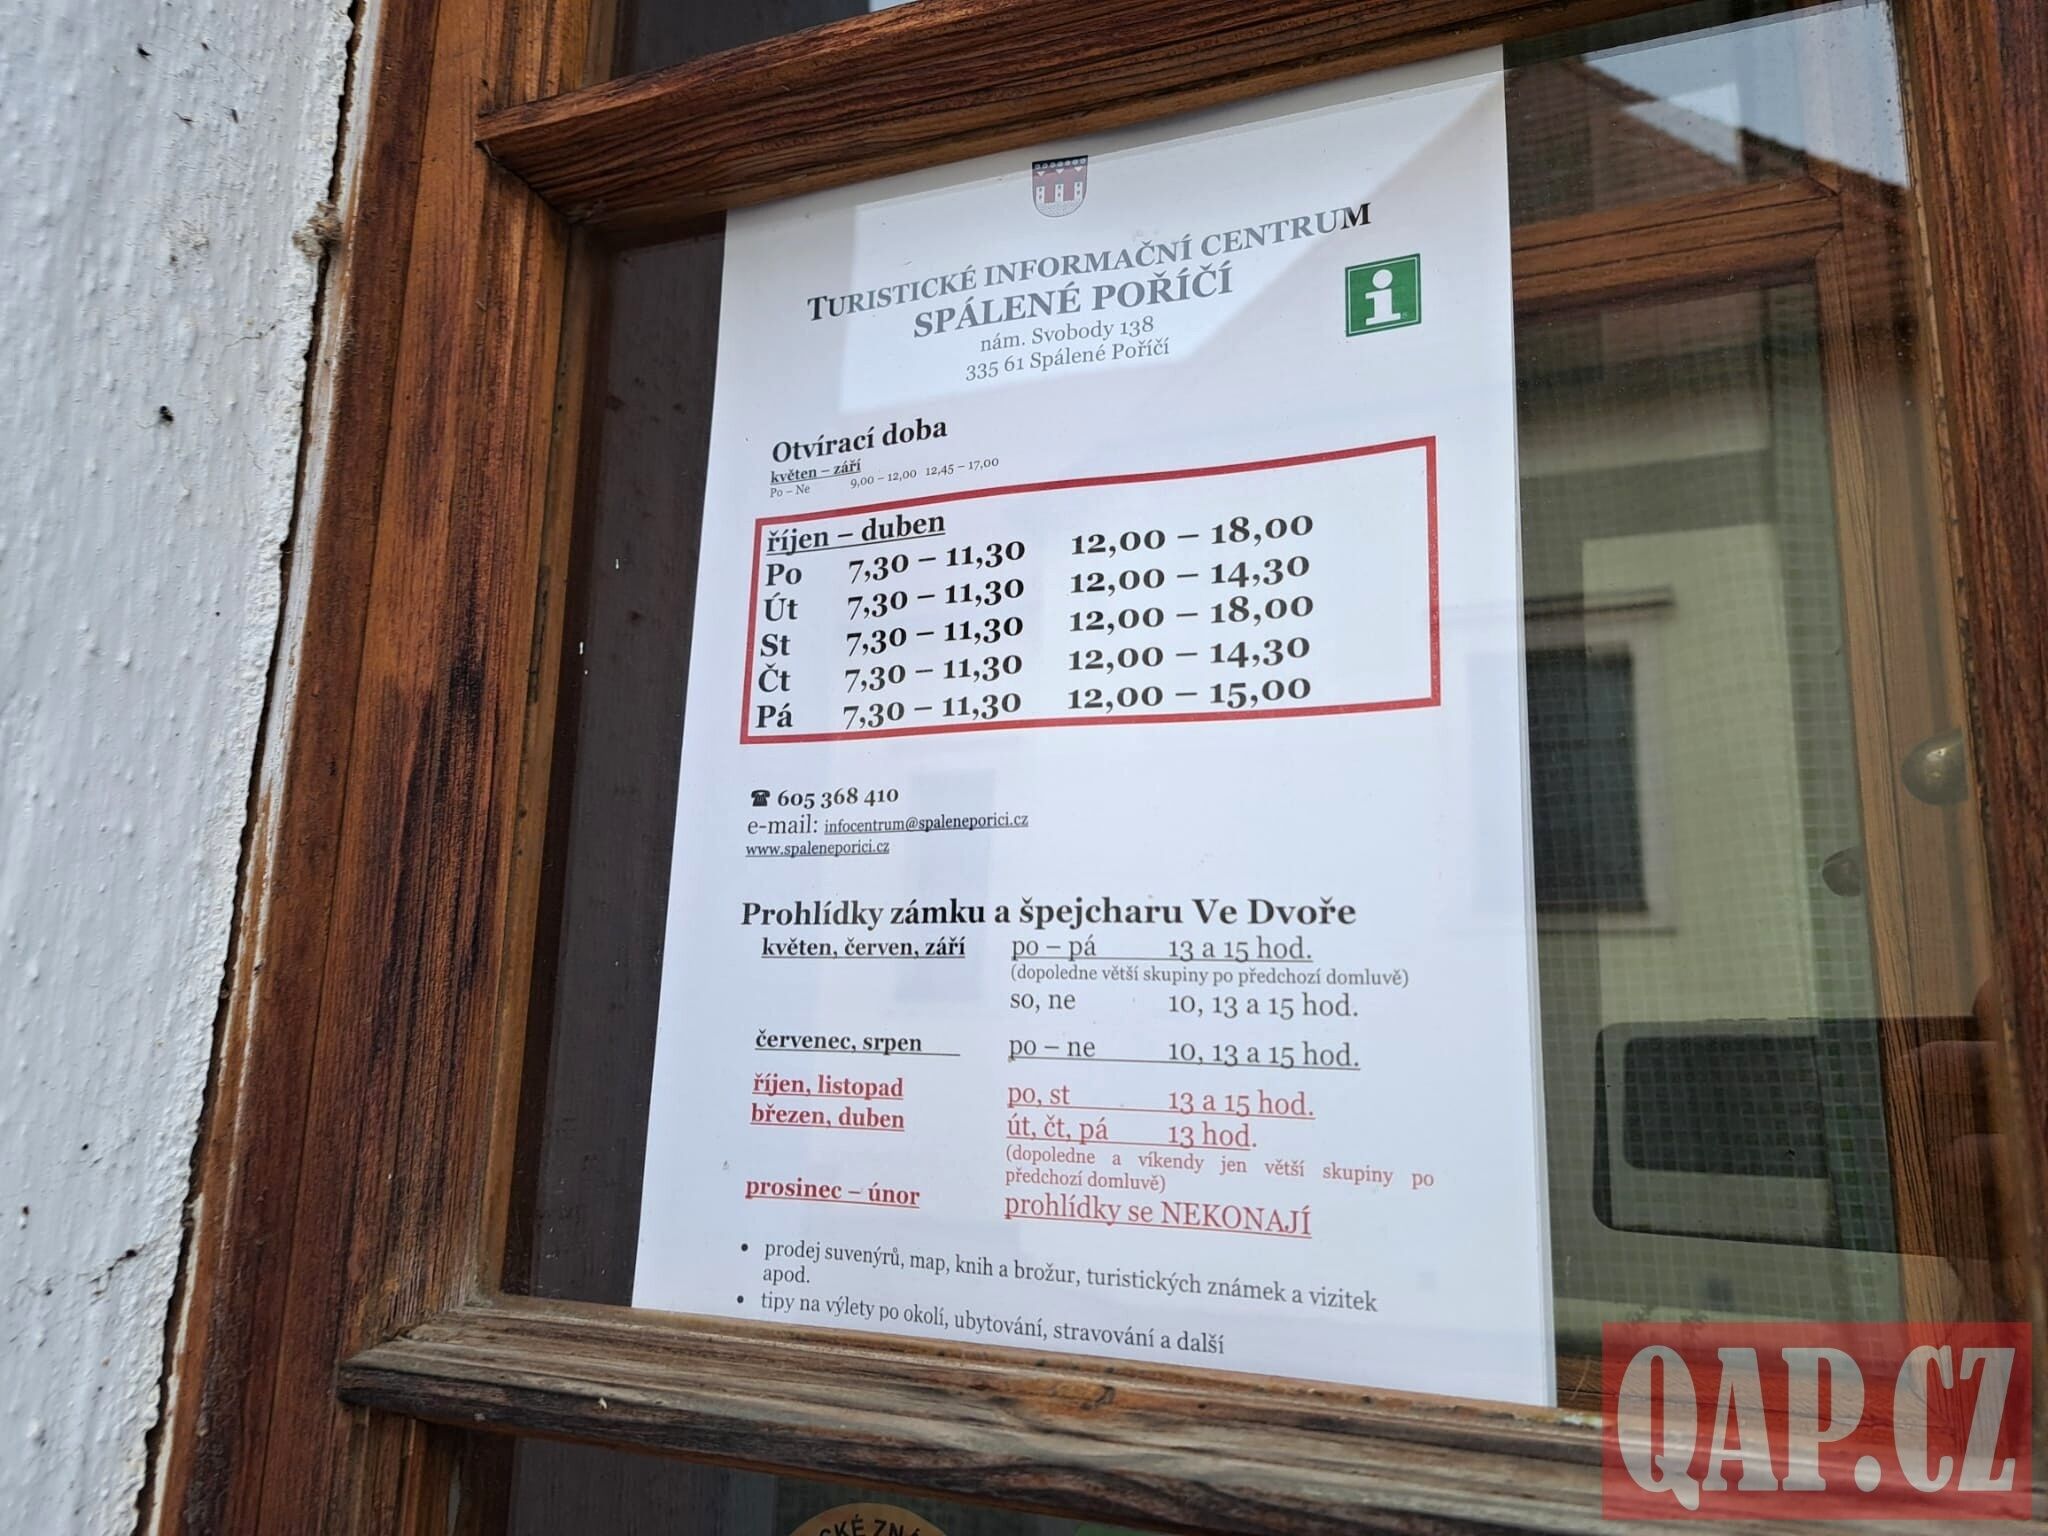 TURISTICKÉ INFORMAČNÍ CENTRUM
SPÁLENÉ POŘÍČÍ
nám. Svobody 138
335 61 Spálené Poříčí
Otvírací doba
květen – září
Po – Ne 9,00 – 12,00 12,45 – 17,00
říjen – duben
Po 7,30 – 11,30 12,00 – 18,00
Út 7,30 – 11,30 12,00 – 14,30
St 7,30 – 11,30 12,00 – 18,00
Čt 7,30 – 11,30 12,00 – 14,30
Pá 7,30 – 11,30 12,00 – 15,00
☎ 605 368 410
e-mail: infocentrum@spaleneporici.cz
www.spaleneporici.cz
Prohlídky zámku a špejcharu Ve Dvoře
květen, červen, září po – pá 13 a 15 hod.
(dopoledne větší skupiny po předchozí domluvě)
so, ne 10, 13 a 15 hod.
červenec, srpen po – ne 10, 13 a 15 hod.
říjen, listopad po, st 13 a 15 hod.
březen, duben út, čt, pá 13 hod.
(dopoledne a víkendy jen větší skupiny po
předchozí domluvě)
prosinec – únor prohlídky se NEKONAJÍ
• prodej suvenýrů, map, knih a brožur, turistických známek a vizitek
apod.
• tipy na výlety po okolí, ubytování, stravování a další
QAP.CZ